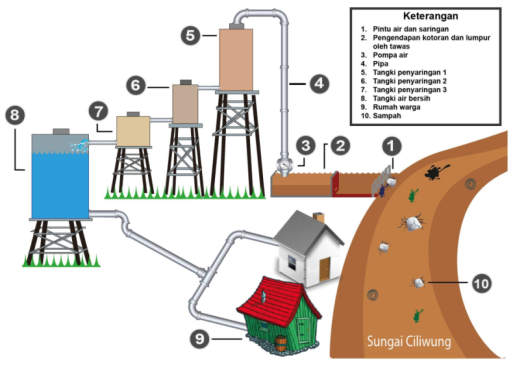 Keterangan
1. Pintu air dan saringan
2. Pengendapan kotoran dan lumpur
oleh tawas
3. Pompa air
4. Pipa
5. Tangki penyaringan 1
6. Tangki penyaringan 2
7. Tangki penyaringan 3
8. Tangki air bersih
9. Rumah warga
10. Sampah
5
6
4
7
8
3
2
1
10
9
Sungai Ciliwung